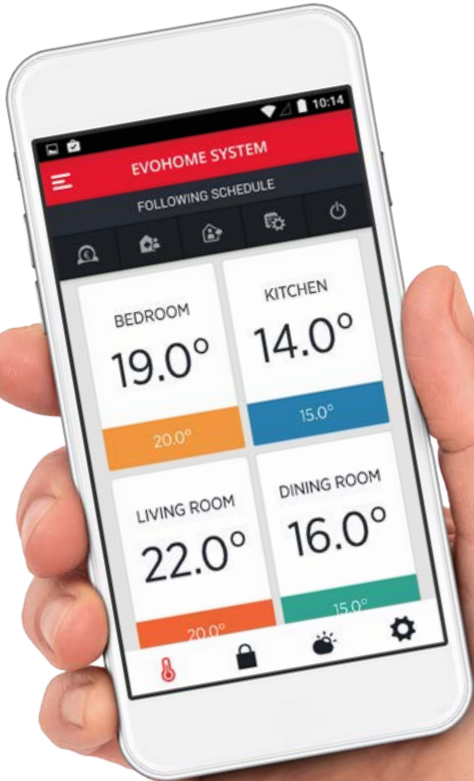 10:14
EVOHOME SYSTEM
FOLLOWING SCHEDULE
BEDROOM
19.0°
20.0°
KITCHEN
14.0°
15.0°
LIVING ROOM
22.0°
20.0°
DINING ROOM
16.0°
15.0°